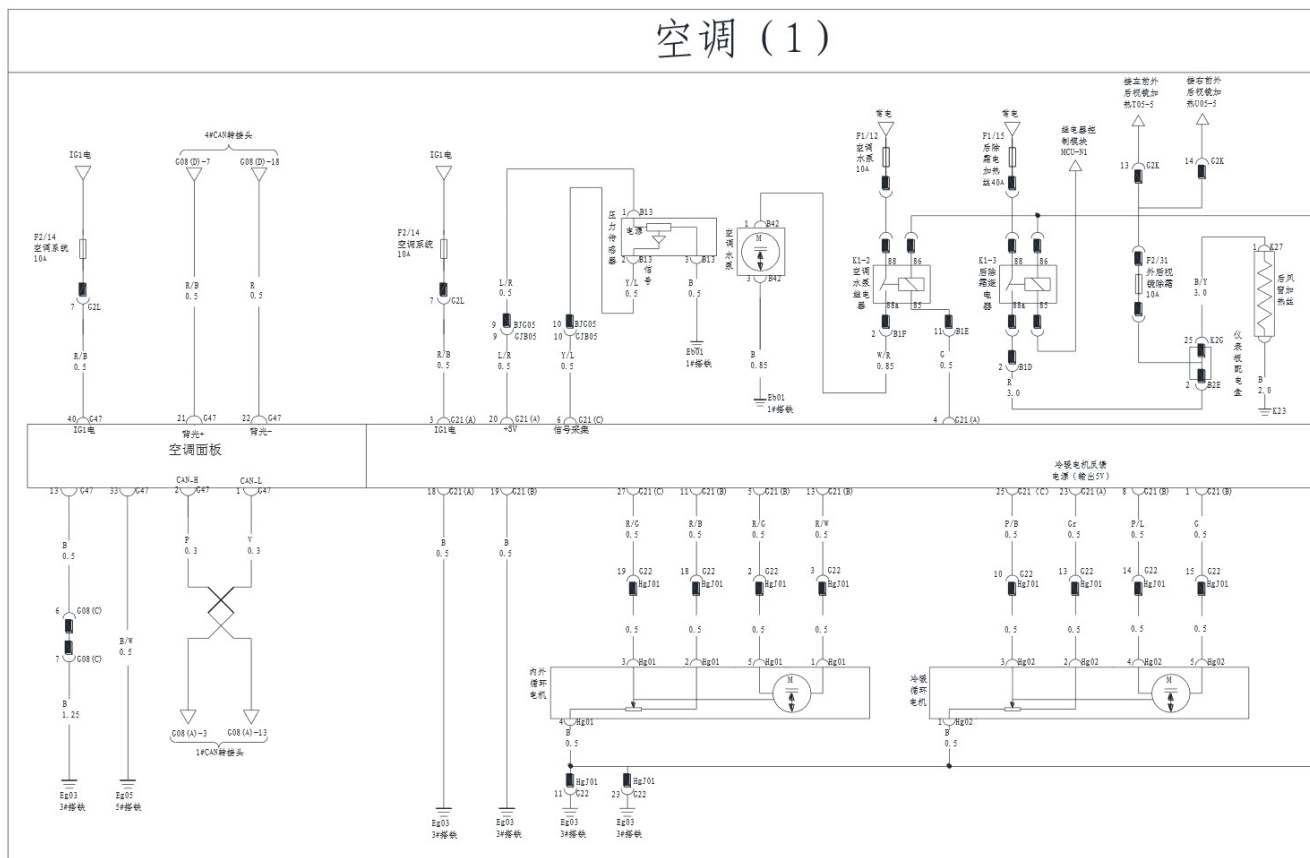 空调（1）
4#CAN转接头
IG1电
G08(D)-7
G08(D)-18
IG1电
F2/14
空调系统
10A
7
G2L
R/B
0.5
R/B
0.5
R
0.5
F2/14
空调系统
10A
7
G2L
R/B
0.5
L/R
0.5
9
BJG05
9
GJB05
L/R
0.5
10
BJG05
10
GJB05
Y/L
0.5
压力传感器
1
B13
电源
2
B13
信号
3
B13
Y/L
0.5
B
0.5
Eb01
1#搭铁
空调水泵
1
B42
M
3
B42
B
0.85
Eb01
1#搭铁
常电
F1/12
空调
水泵
10A
K1-2
空调
水泵
继电
器
88
86
88a
85
2
B1F
W/R
0.85
11
B1E
G
0.5
常电
F1/15
后除
霜电
加热
丝40A
继电器控
制模块
MCU-N1
K1-3
后除
霜继
电器
88
86
88a
85
2
B1D
R
3.0
接左前外
后视镜加
热T05-5
接右前外
后视镜加
热U05-5
13
G2K
14
G2K
F2/31
外后视
镜除霜
10A
B/Y
3.0
25
K2G
2
B2E
仪表板配电盒
1
K27
后风
窗加
热丝
2
B
2.0
K23
40
G47
IG1电
21
G47
背光+
22
G47
背光-
3
G21(A)
IG1电
20
G21(A)
+5V
6
G21(C)
信号采集
4
G21(A)
空调面板
CAN-H
CAN-L
冷暖电机反馈
电源（输出5V）
13
G47
33
G47
2
G47
1
G47
18
G21(A)
19
G21(B)
27
G21(C)
11
G21(B)
5
G21(B)
13
G21(B)
25
G21(C)
23
G21(A)
8
G21(B)
1
G21(B)
B
0.5
B/W
0.5
P
0.3
V
0.3
B
0.5
B
0.5
R/G
0.5
R/B
0.5
R/G
0.5
R/W
0.5
P/B
0.5
Gr
0.5
P/L
0.5
G
0.5
19
G22
HgJ01
18
G22
HgJ01
2
G22
HgJ01
3
G22
HgJ01
10
G22
HgJ01
13
G22
HgJ01
14
G22
HgJ01
15
G22
HgJ01
6
G08(C)
7
G08(C)
B
1.25
0.5
0.5
0.5
0.5
0.5
0.5
0.5
0.5
3
Hg01
2
Hg01
5
Hg01
1
Hg01
3
Hg02
2
Hg02
4
Hg02
5
Hg02
内外
循环
电机
M
冷暖
循环
电机
M
4
Hg01
B
0.5
1
Hg02
B
0.5
G08(A)-3
G08(A)-13
1#CAN转接头
HgJ01
11
G22
HgJ01
23
G22
Eg03
3#搭铁
Eg05
5#搭铁
Eg03
3#搭铁
Eg03
3#搭铁
Eg03
3#搭铁
Eg03
3#搭铁